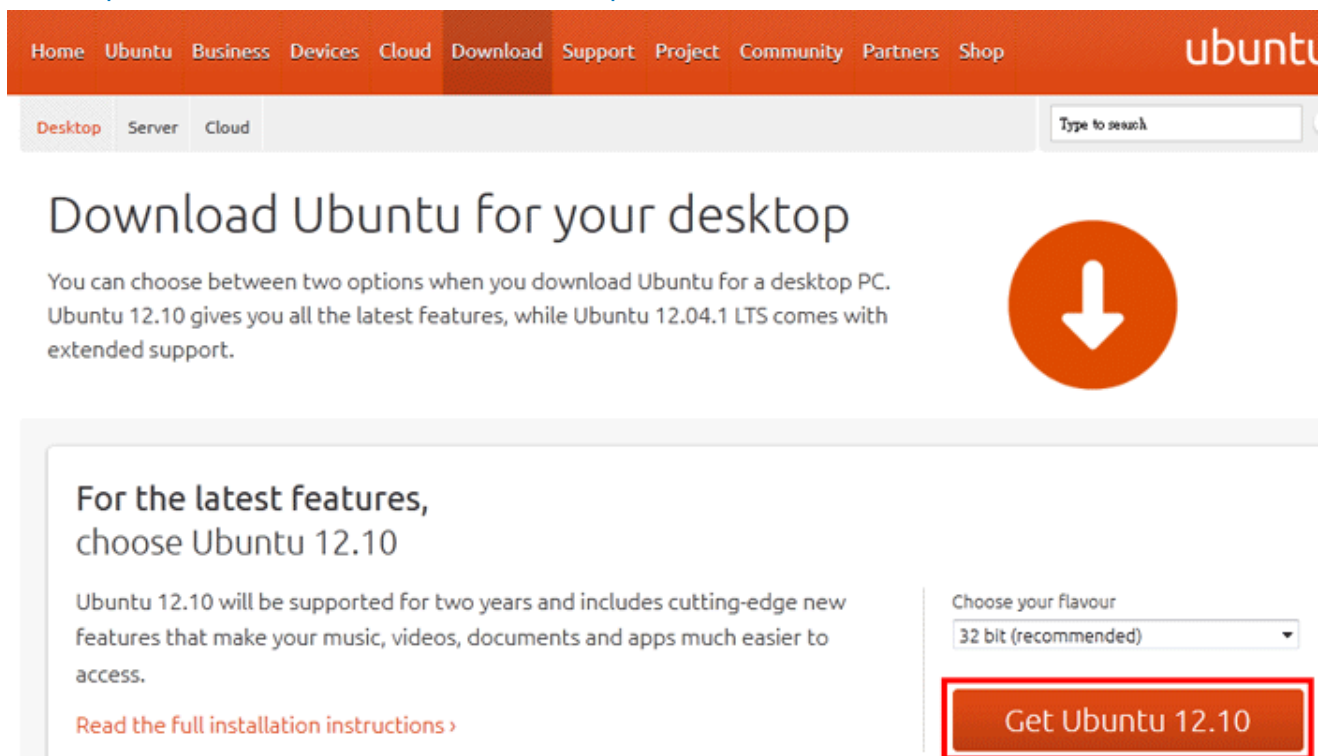 Home Ubuntu Business Devices Cloud Download Support Project Community Partners Shop ubuntu
Desktop Server Cloud Type to search
Download Ubuntu for your desktop
You can choose between two options when you download Ubuntu for a desktop PC.
Ubuntu 12.10 gives you all the latest features, while Ubuntu 12.04.1 LTS comes with
extended support.
For the latest features,
choose Ubuntu 12.10
Ubuntu 12.10 will be supported for two years and includes cutting-edge new
features that make your music, videos, documents and apps much easier to
access.
Read the full installation instructions ›
Choose your flavour
32 bit (recommended)
Get Ubuntu 12.10